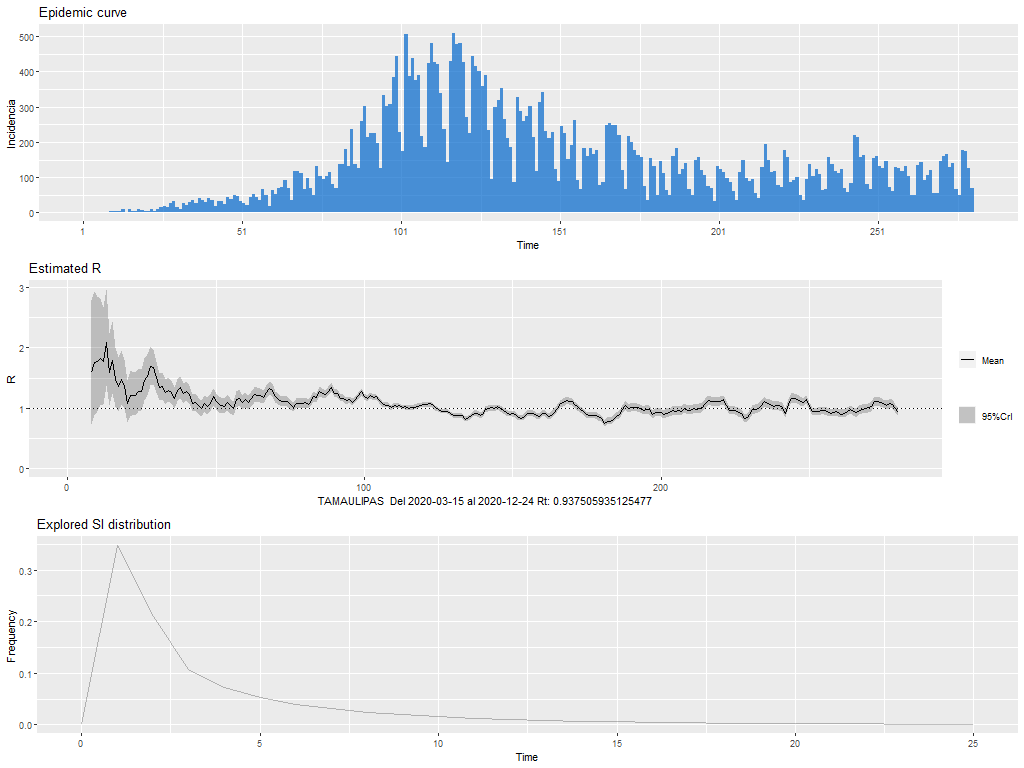 Epidemic curve
Incidencia
500
400
300
200
100
0
1
51
101
151
201
251
Time
Estimated R
R
3
2
1
0
0
100
200
TAMAULIPAS Del 2020-03-15 al 2020-12-24 Rt: 0.937505935125477
Mean
95%CrI
Explored SI distribution
Frequency
0.3
0.2
0.1
0.0
0
5
10
15
20
25
Time